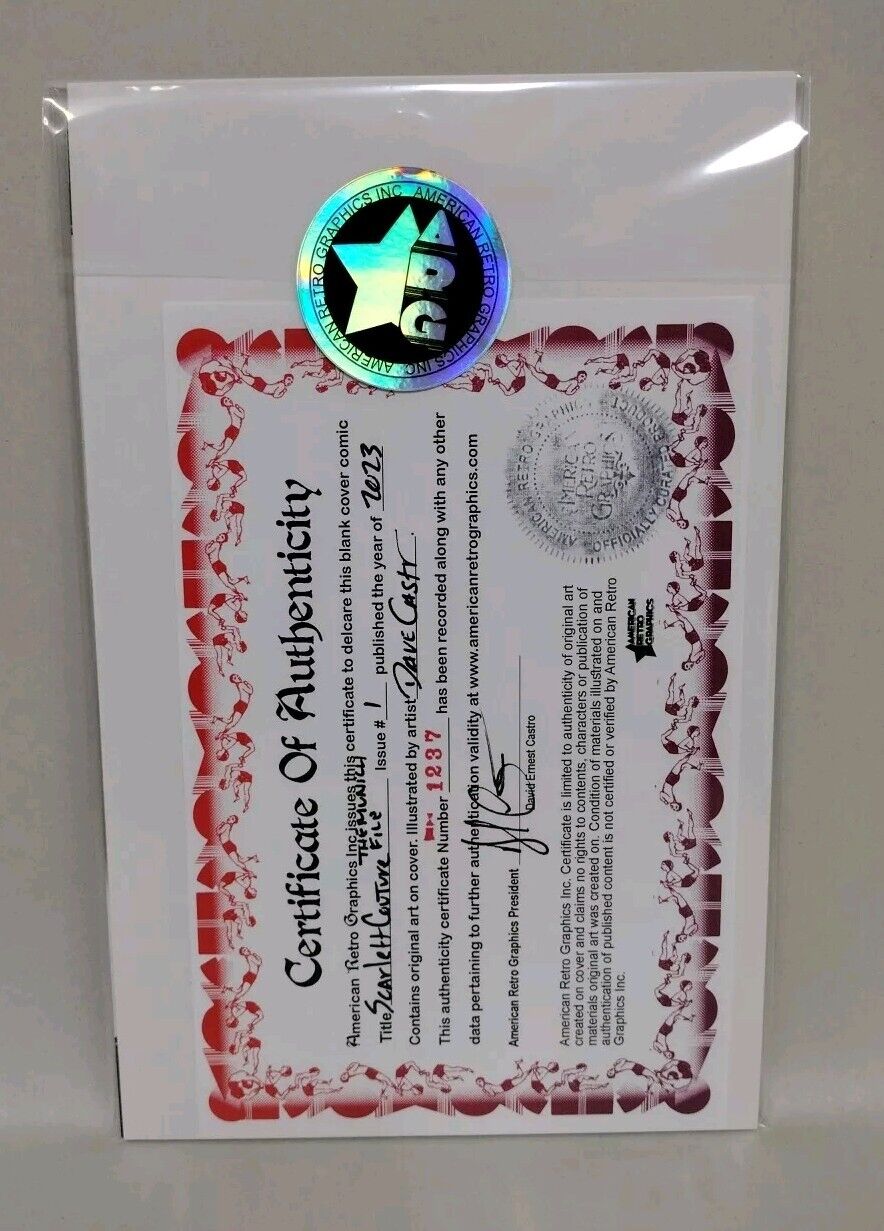 AMERICAN RETRO GRAPHICS INC. AMERICAN RETRO GRAPHICS INC.
ARG
Certificate Of Authenticity
American Retro Graphics Inc issues this certificate to delcare this blank cover comic
THE MUNICH
Title Scarlett Couture FILE Issue # 1 published the year of 2023
Contains original art on cover. Illustrated by artist Dave Castr.
This authenticity certificate Number 1237 has been recorded along with any other
data pertaining to further authentication validity at www.americanretrographics.com
American Retro Graphics President
David Ernest Castro
AMERICAN RETRO GRAPHICS
AMERICAN
RETRO
GRAPHICS
OFFICIALLY CURATED PRODUCT
American Retro Graphics Inc. Certificate is limited to authenticity of original art
created on cover and claims no rights to contents, characters or publication of
materials original art was created on. Condition of materials illustrated on and
authentication of published content is not certified or verified by American Retro
Graphics Inc.
AMERICAN
RETRO
GRAPHICS